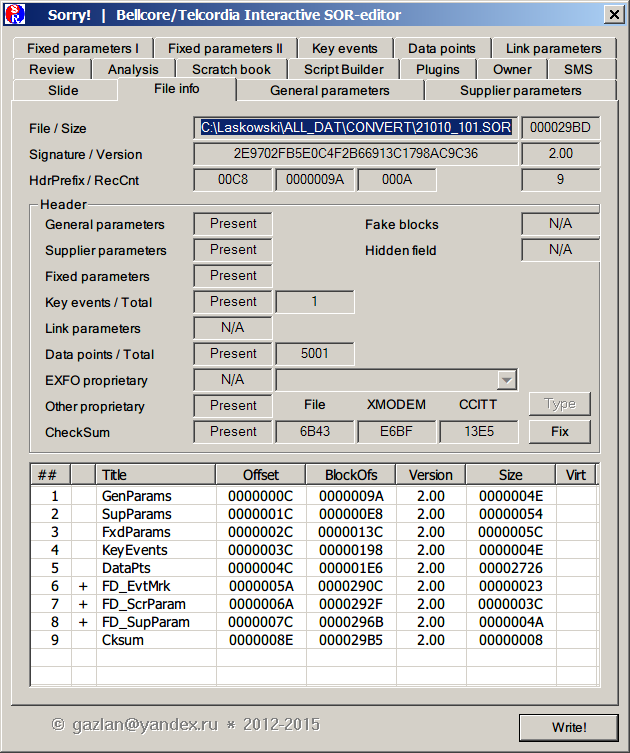 Sorry! | Bellcore/Telcordia Interactive SOR-editor
Fixed parameters I Fixed parameters II Key events Data points Link parameters
Review Analysis Scratch book Script Builder Plugins Owner SMS
Slide File info General parameters Supplier parameters
File / Size C:\Laskowski\ALL_DAT\CONVERT\21010_101.SOR 000029BD
Signature / Version 2E9702FB5E0C4F2B66913C1798AC9C36 2.00
HdrPrefix / RecCnt 00C8 0000009A 000A 9
Header
General parameters Present Fake blocks N/A
Supplier parameters Present Hidden field N/A
Fixed parameters Present
Key events / Total Present 1
Link parameters N/A
Data points / Total Present 5001
EXFO proprietary N/A
Other proprietary Present File XMODEM CCITT Type
CheckSum Present 6B43 E6BF 13E5 Fix
## Title Offset BlockOfs Version Size Virt
1 GenParams 0000000C 0000009A 2.00 0000004E
2 SupParams 0000001C 000000E8 2.00 00000054
3 FxdParams 0000002C 0000013C 2.00 0000005C
4 KeyEvents 0000003C 00000198 2.00 0000004E
5 DataPts 0000004C 000001E6 2.00 00002726
6 + FD_EvtMrk 0000005A 0000290C 2.00 00000023
7 + FD_ScrParam 0000006A 0000292F 2.00 0000003C
8 + FD_SupParam 0000007C 0000296B 2.00 0000004A
9 Cksum 0000008E 000029B5 2.00 00000008
© gazlan@yandex.ru * 2012-2015 Write!